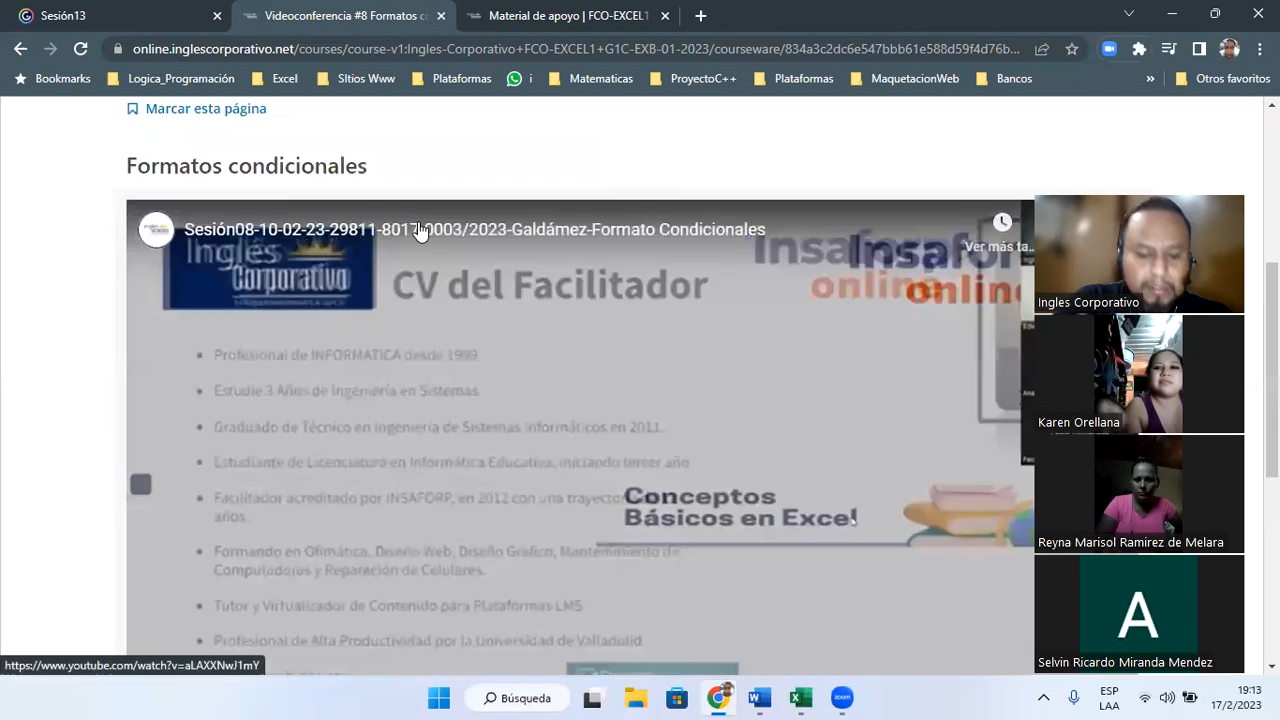 Sesión13
Videoconferencia #8 Formatos c
Material de apoyo | FCO-EXCEL1
online.inglescorporativo.net/courses/course-v1:Ingles-Corporativo+FCO-EXCEL1+G1C-EXB-01-2023/courseware/834a3c2dc6e547bbb61e588d59f4d76b...
Bookmarks
Logica_Programación
Excel
SItios Www
Plataformas
i
Matematicas
ProyectoC++
Plataformas
MaquetacionWeb
Bancos
»
Otros favoritos
Marcar esta página
Formatos condicionales
Sesión08-10-02-23-29811-8017 0003/2023-Galdámez-Formato Condicionales
Ver más ta...
Inglés Corporativo
CV del Facilitador
Insafor
online
Profesional de INFORMATICA desde 1999
Estudie 3 Años de Ingeniería en Sistemas
Graduado de Técnico en Ingeniería de Sistemas Informáticos en 2011.
Estudiante de Licenciatura en Informática Educativa, iniciando tercer año
Facilitador acreditado por INSAFORP, en 2012 con una
años.
Formando en Ofimática, Diseño Web, Diseño Gráfico, Mantenimiento de
Computadoras y Reparación de Celulares.
Tutor y Virtualizador de Contenido para Plataformas LMS
Profesional de Alta Productividad por la Universidad de Valladolid
Conceptos
Básicos en Excel
Ingles Corporativo
Karen Orellana
Reyna Marisol Ramirez de Melara
A
Selvin Ricardo Miranda Mendez
https://www.youtube.com/watch?v=aLAXXNwJ1mY
Búsqueda
ESP
LAA
19:13
17/2/2023